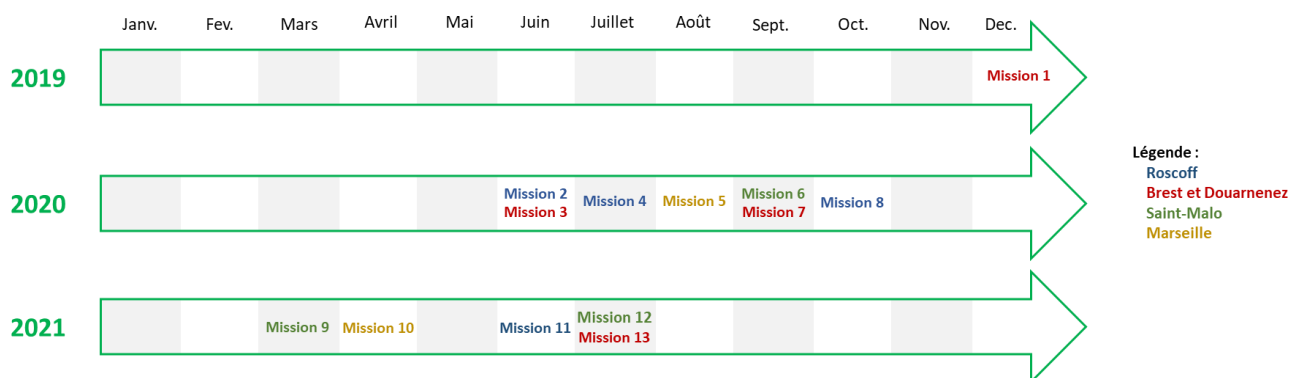 Janv. Fev. Mars Avril Mai Juin Juillet Août Sept. Oct. Nov. Dec.
2019
Mission 1
2020
Mission 2
Mission 3
Mission 4
Mission 5
Mission 6
Mission 7
Mission 8
2021
Mission 9
Mission 10
Mission 11
Mission 12
Mission 13
Légende :
Roscoff
Brest et Douarnenez
Saint-Malo
Marseille